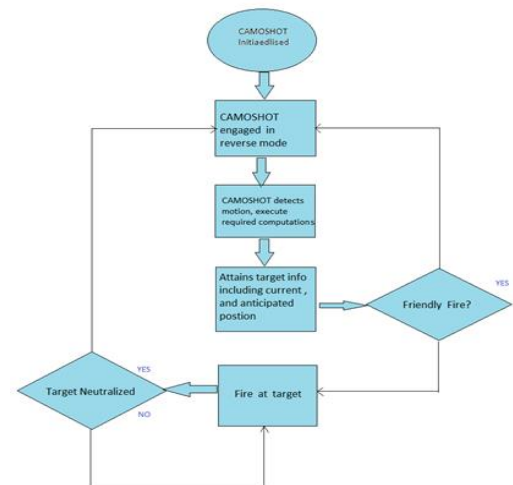 CAMOSHOT
Initiaedlised
CAMOSHOT
engaged in
reverse mode
CAMOSHOT detects
motion, execute
required computations
Attains target info
including current ,
and anticipated
postion
Friendly Fire?
YES
Fire at target
Target Neutralized
YES
NO